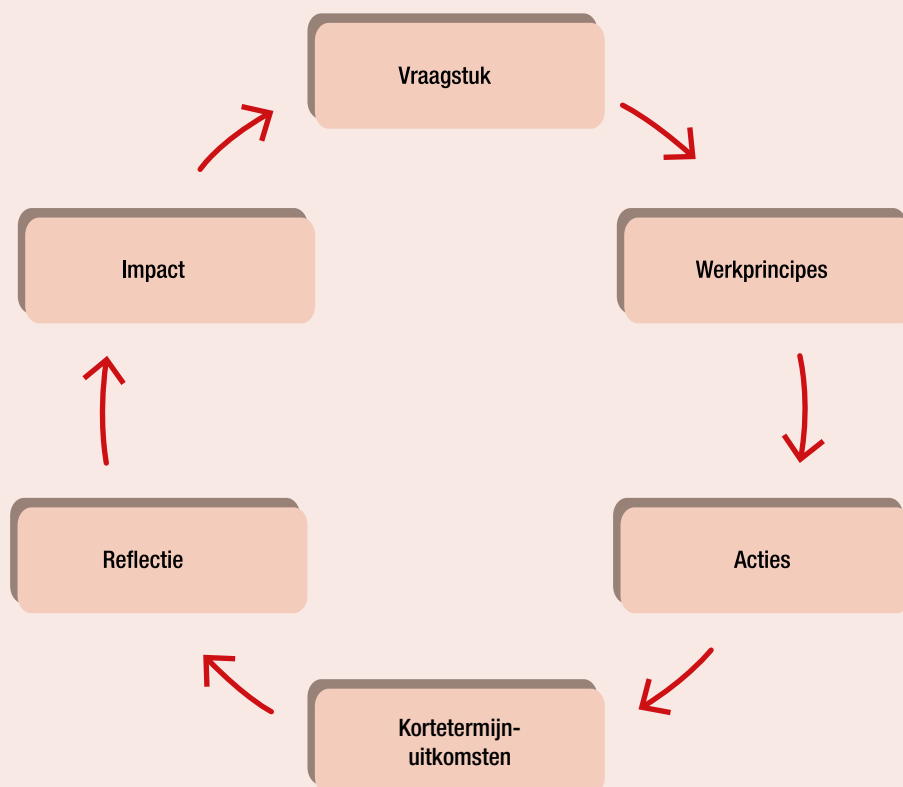 Vraagstuk
Werkprincipes
Acties
Kortetermijn-
uitkomsten
Reflectie
Impact